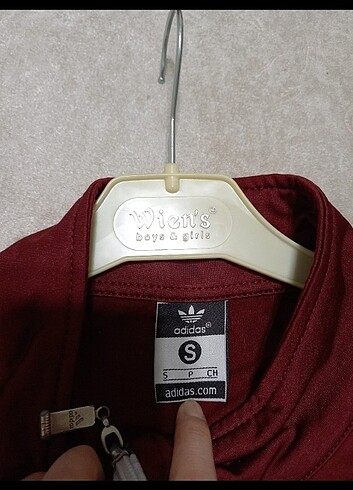 Wien's
boys & girls
adidas®
S
S P CH
adidas.com